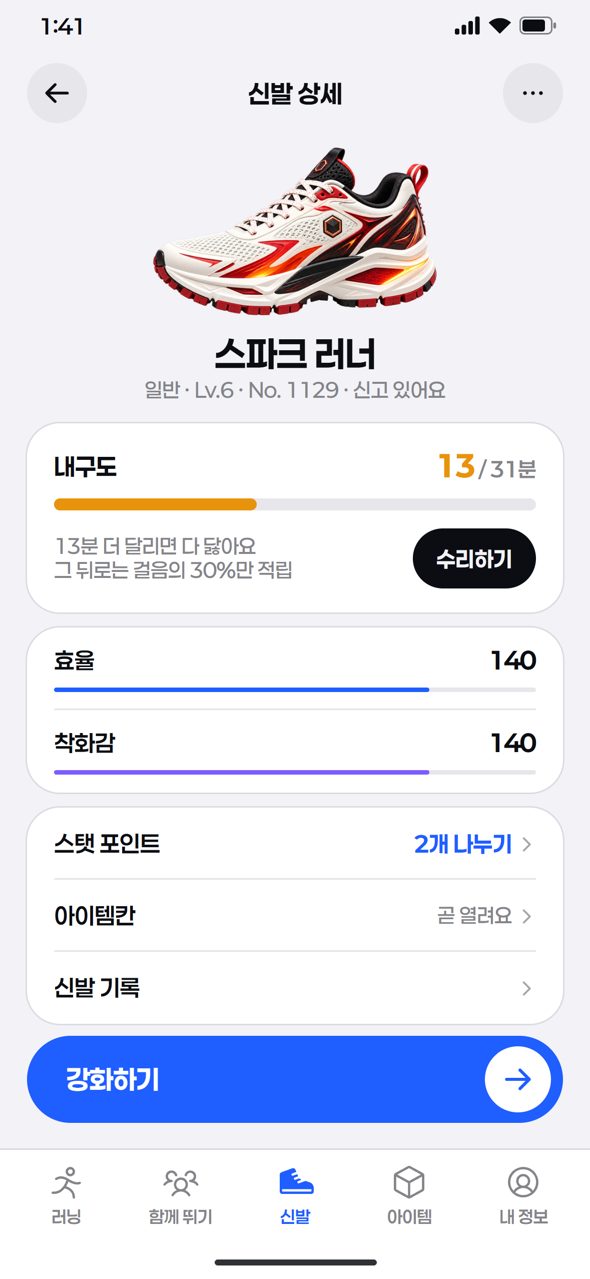 1:41
신발 상세
스파크 러너
일반 · Lv.6 · No. 1129 · 신고 있어요
내구도
13 / 31분
13분 더 달리면 다 닳아요
그 뒤로는 걸음의 30%만 적립
수리하기
효율
140
착화감
140
스탯 포인트
2개 나누기
아이템칸
곧 열려요
신발 기록
강화하기
러닝
함께 뛰기
신발
아이템
내 정보